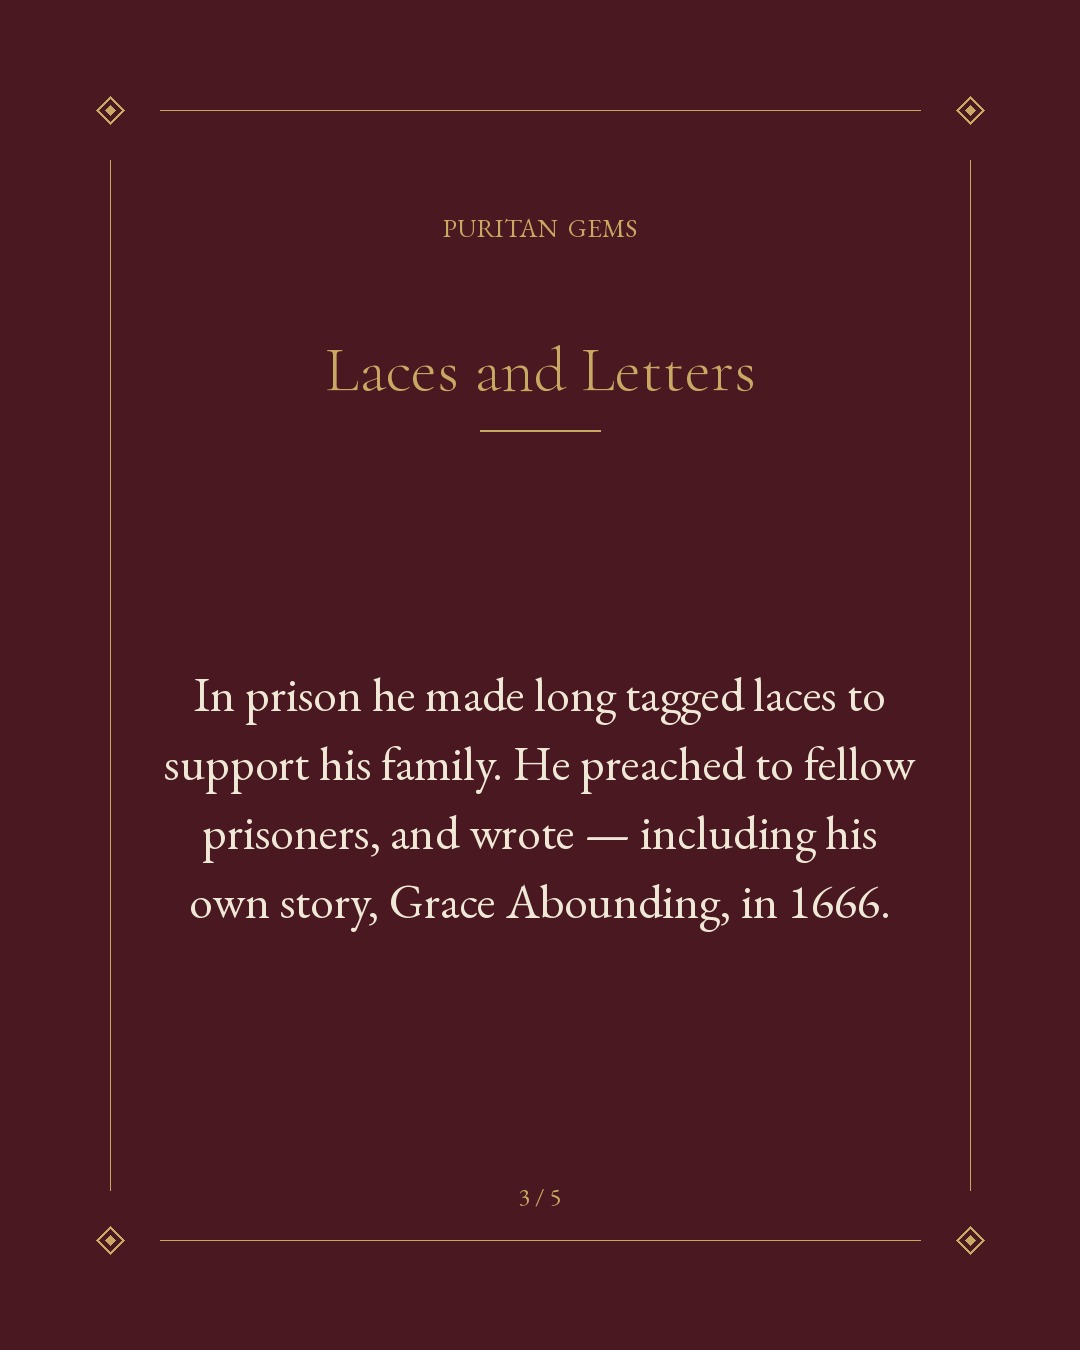 PURITAN GEMS
Laces and Letters
In prison he made long tagged laces to
support his family. He preached to fellow
prisoners, and wrote — including his
own story, Grace Abounding, in 1666.
3 / 5